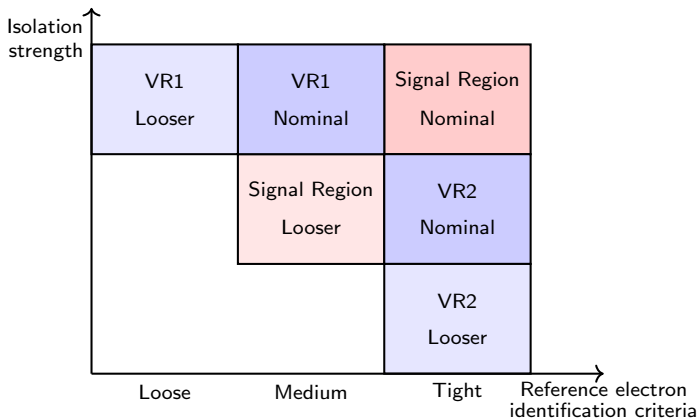 Isolation
strength
VR1
Looser
VR1
Nominal
Signal Region
Nominal
Signal Region
Looser
VR2
Nominal
VR2
Looser
Loose
Medium
Tight
Reference electron
identification criteria